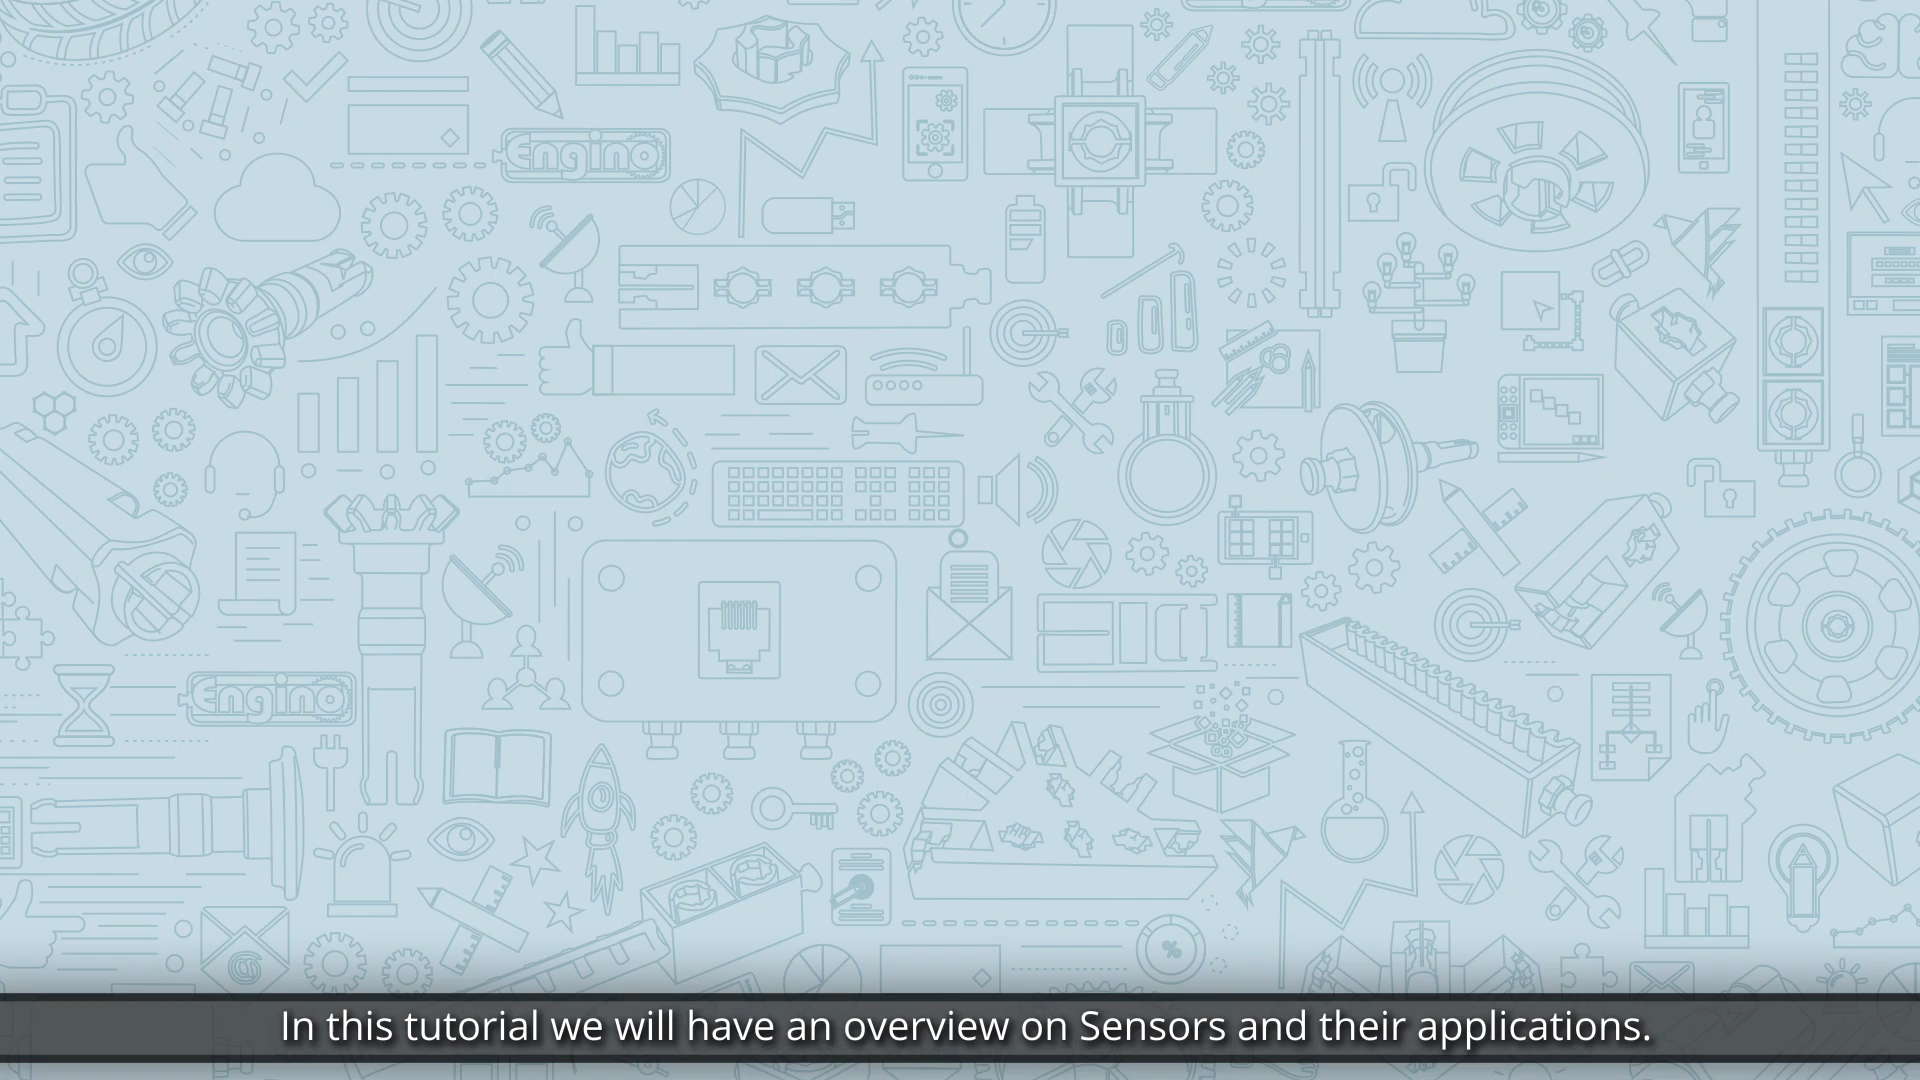 Engino
Engino
@
%
In this tutorial we will have an overview on Sensors and their applications.